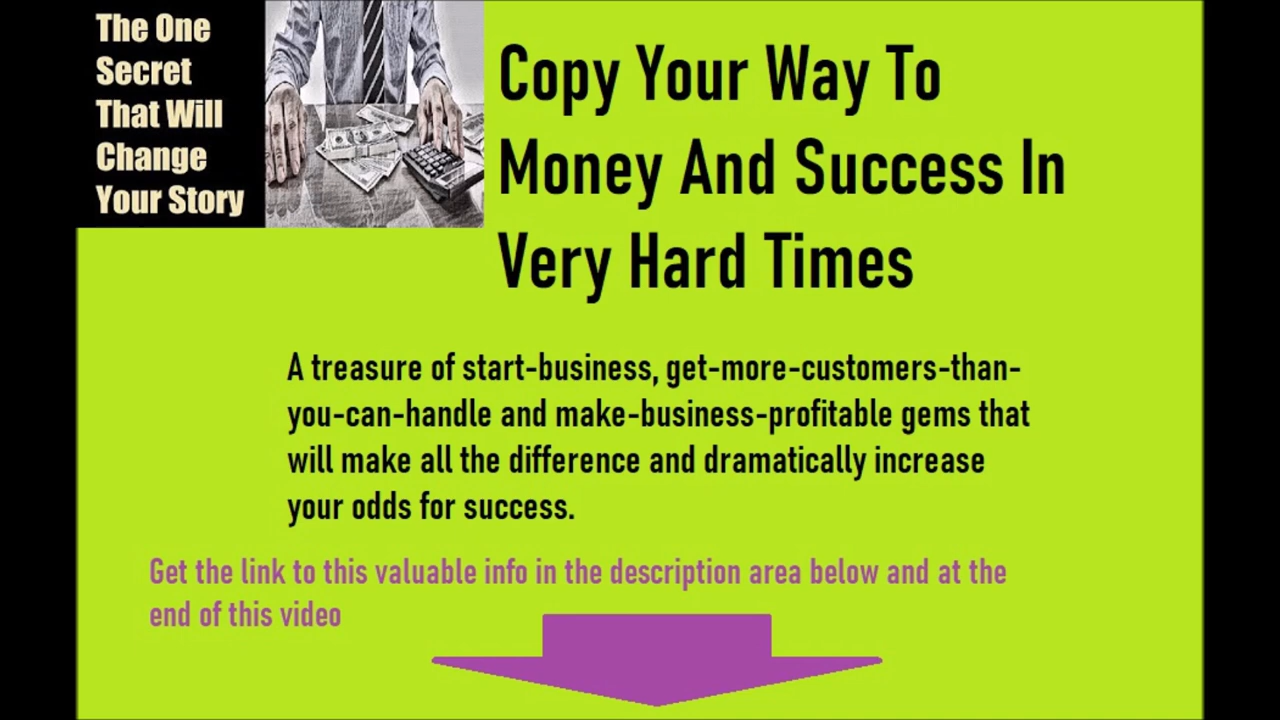 The One
Secret
That Will
Change
Your Story
Copy Your Way To
Money And Success In
Very Hard Times
A treasure of start-business, get-more-customers-than-
you-can-handle and make-business-profitable gems that
will make all the difference and dramatically increase
your odds for success.
Get the link to this valuable info in the description area below and at the
end of this video